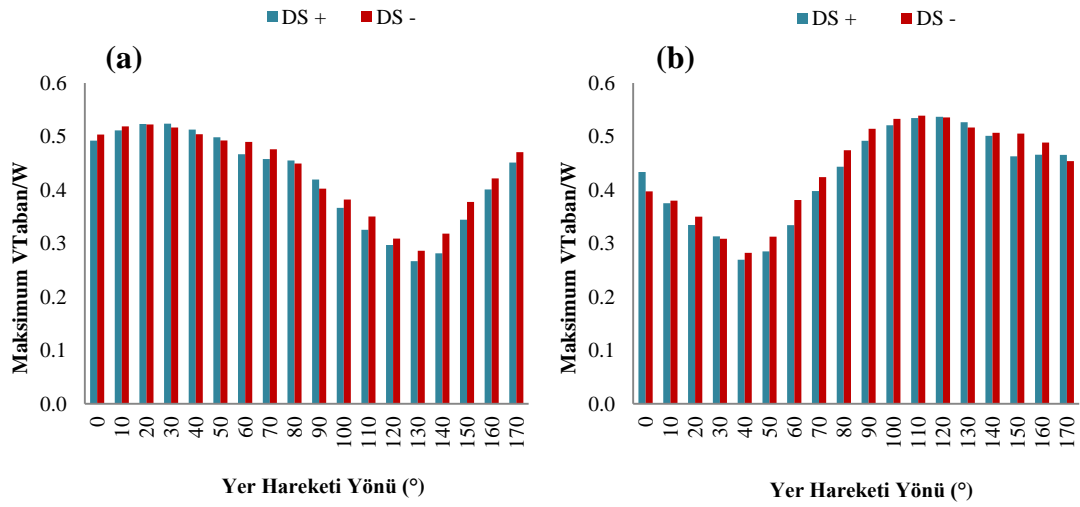 DS + DS -
(a)
Maksimum VTaban/W
0.6
0.5
0.4
0.3
0.2
0.1
0.0
0 10 20 30 40 50 60 70 80 90 100 110 120 130 140 150 160 170
Yer Hareketi Yönü (°)
DS + DS -
(b)
Maksimum VTaban/W
0.6
0.5
0.4
0.3
0.2
0.1
0.0
0 10 20 30 40 50 60 70 80 90 100 110 120 130 140 150 160 170
Yer Hareketi Yönü (°)